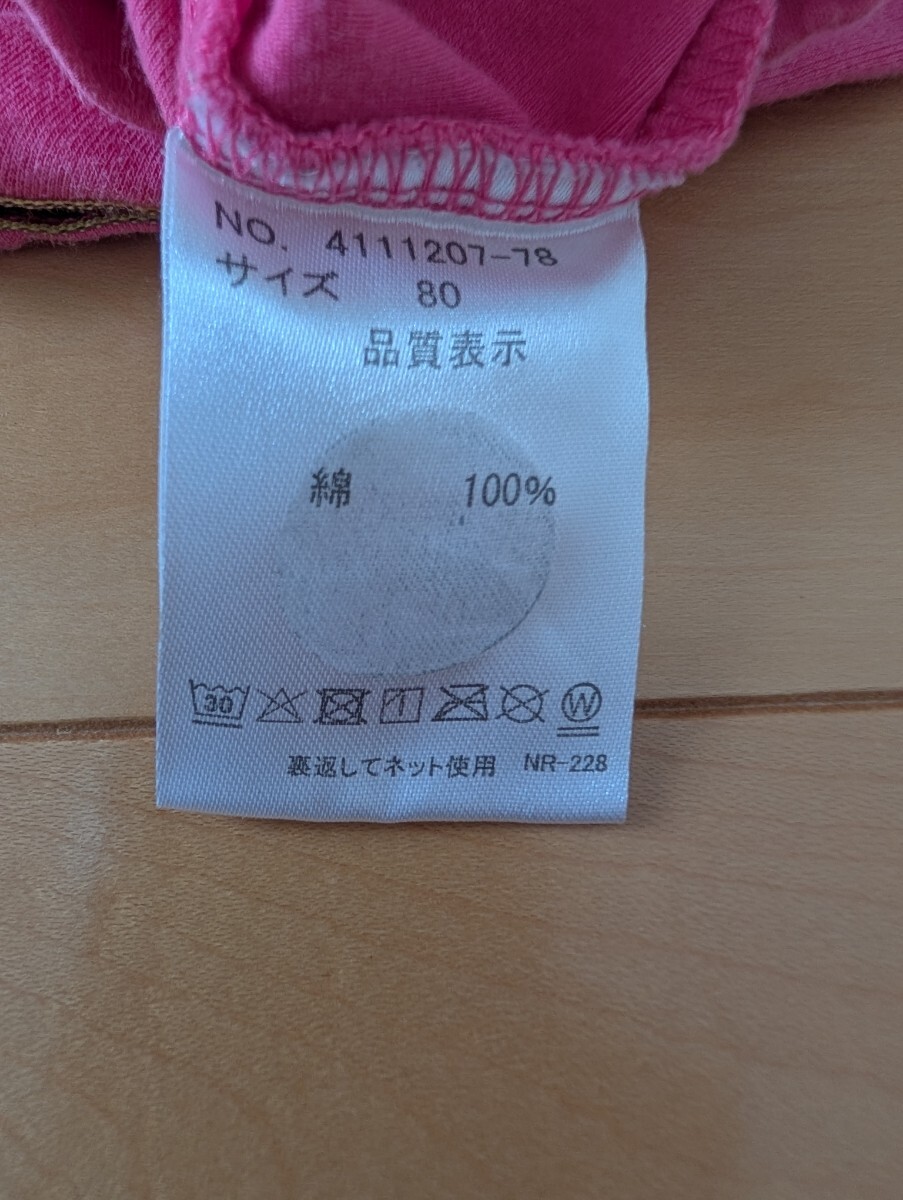 NO. 4111207-78
サイズ 80
品質表示
綿 100%
30 W
裏返してネット使用 NR-228